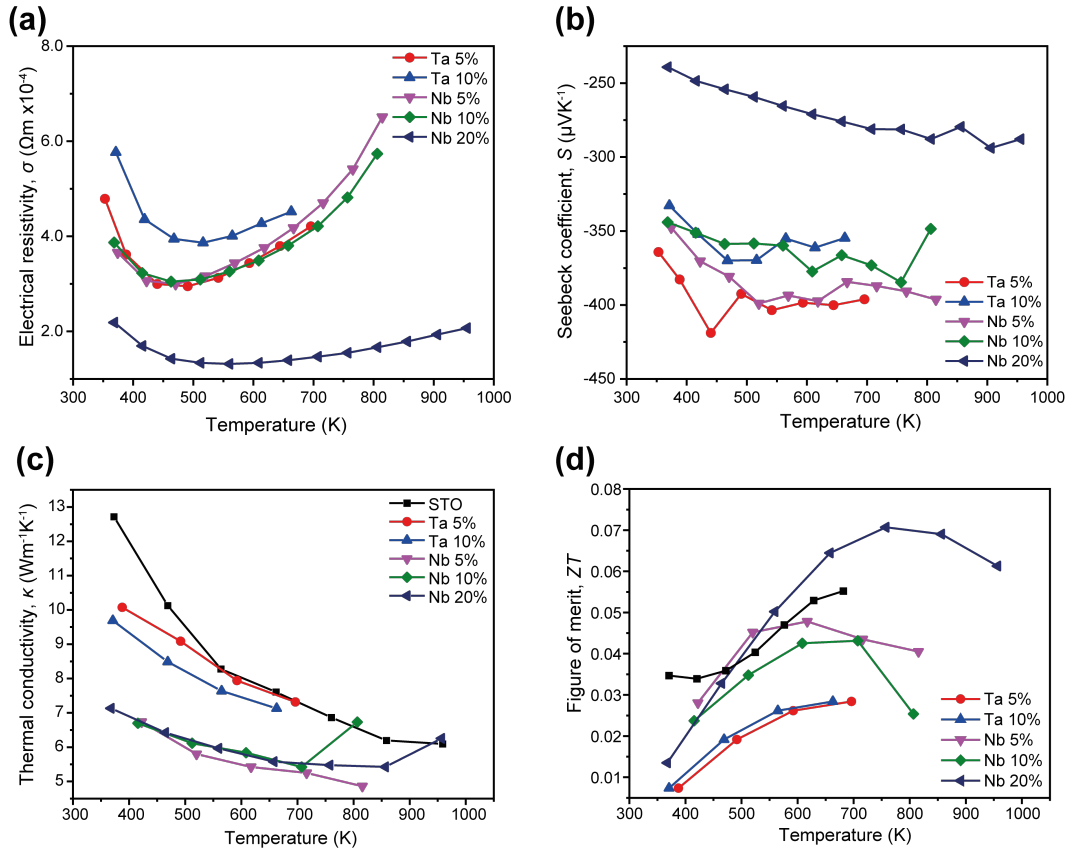 (a)
8.0
6.0
4.0
2.0
Electrical resistivity, σ (Ωm x10⁻⁴)
Ta 5%
Ta 10%
Nb 5%
Nb 10%
Nb 20%
300 400 500 600 700 800 900 1000
Temperature (K)
(b)
-250
-300
-350
-400
-450
Seebeck coefficient, S (μVK⁻¹)
Ta 5%
Ta 10%
Nb 5%
Nb 10%
Nb 20%
300 400 500 600 700 800 900 1000
Temperature (K)
(c)
13
12
11
10
9
8
7
6
5
Thermal conductivity, κ (Wm⁻¹K⁻¹)
STO
Ta 5%
Ta 10%
Nb 5%
Nb 10%
Nb 20%
300 400 500 600 700 800 900 1000
Temperature (K)
(d)
0.08
0.07
0.06
0.05
0.04
0.03
0.02
0.01
Figure of merit, ZT
Ta 5%
Ta 10%
Nb 5%
Nb 10%
Nb 20%
300 400 500 600 700 800 900 1000
Temperature (K)